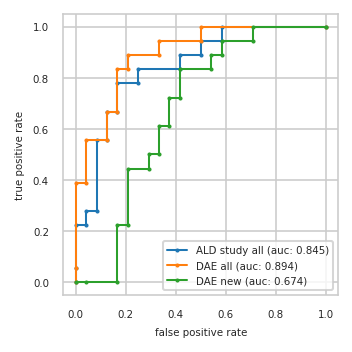 1.0
0.8
0.6
0.4
0.2
0.0
true positive rate
ALD study all (auc: 0.845)
DAE all (auc: 0.894)
DAE new (auc: 0.674)
0.0 0.2 0.4 0.6 0.8 1.0
false positive rate